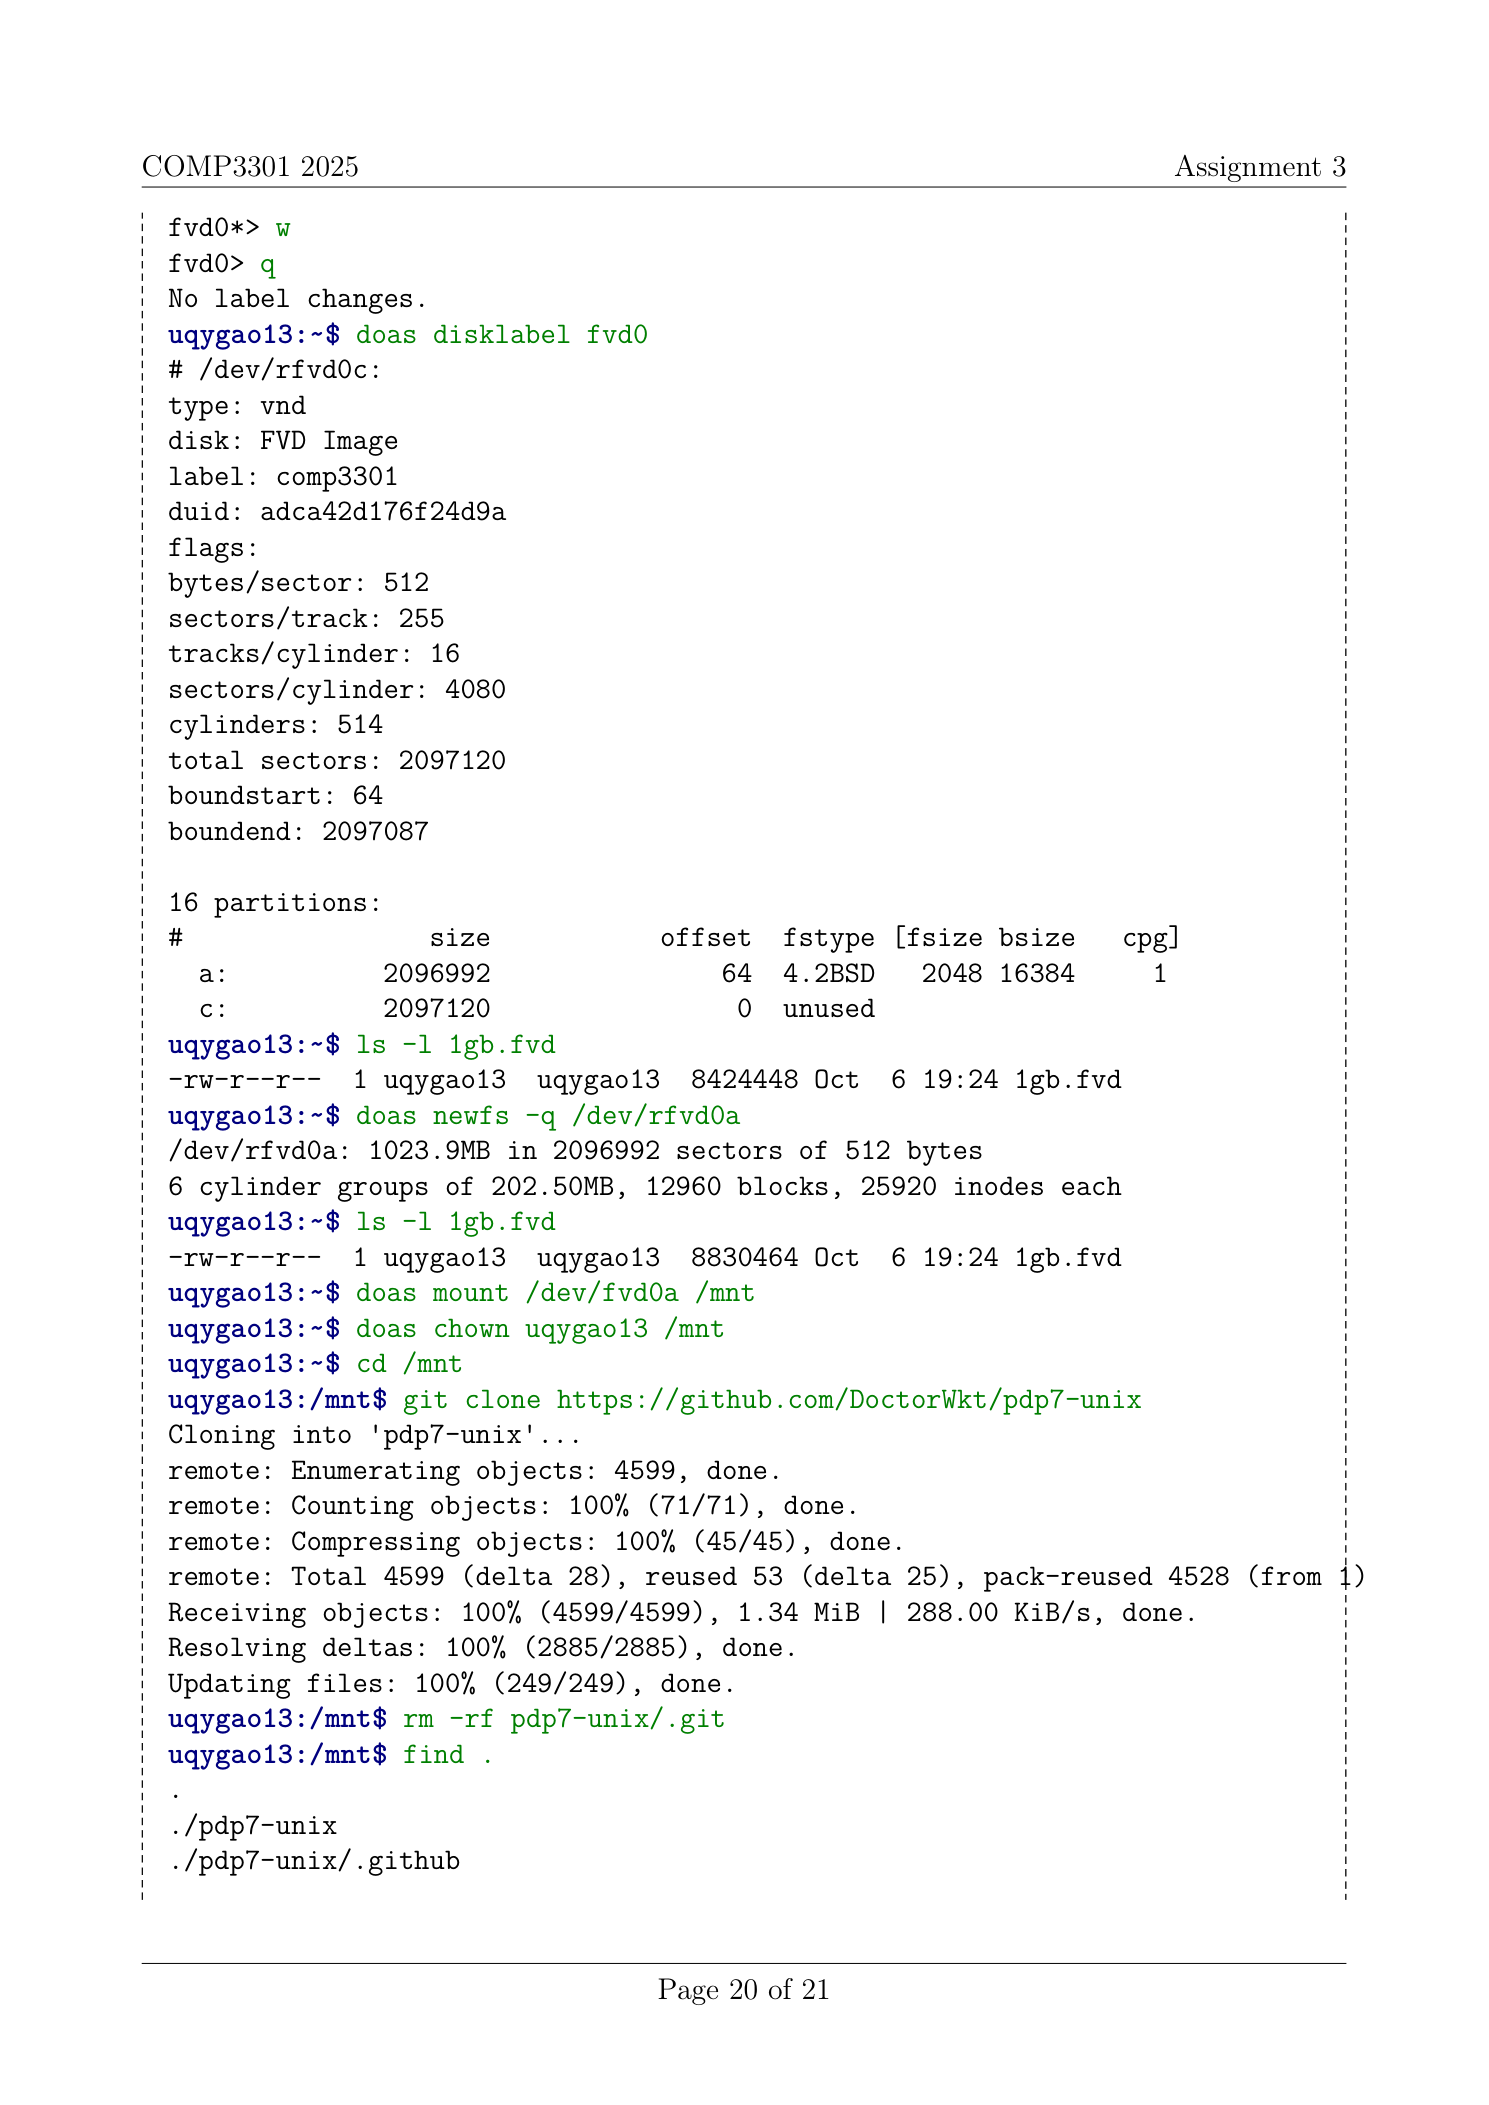 COMP3301 2025 Assignment 3
fvd0*> w
fvd0> q
No label changes.
uqygao13:~$ doas disklabel fvd0
# /dev/rfvd0c:
type: vnd
disk: FVD Image
label: comp3301
duid: adca42d176f24d9a
flags:
bytes/sector: 512
sectors/track: 255
tracks/cylinder: 16
sectors/cylinder: 4080
cylinders: 514
total sectors: 2097120
boundstart: 64
boundend: 2097087
16 partitions:
#                size           offset  fstype [fsize bsize   cpg]
  a:          2096992               64  4.2BSD   2048 16384     1
  c:          2097120                0  unused
uqygao13:~$ ls -l 1gb.fvd
-rw-r--r--  1 uqygao13  uqygao13  8424448 Oct  6 19:24 1gb.fvd
uqygao13:~$ doas newfs -q /dev/rfvd0a
/dev/rfvd0a: 1023.9MB in 2096992 sectors of 512 bytes
6 cylinder groups of 202.50MB, 12960 blocks, 25920 inodes each
uqygao13:~$ ls -l 1gb.fvd
-rw-r--r--  1 uqygao13  uqygao13  8830464 Oct  6 19:24 1gb.fvd
uqygao13:~$ doas mount /dev/fvd0a /mnt
uqygao13:~$ doas chown uqygao13 /mnt
uqygao13:~$ cd /mnt
uqygao13:/mnt$ git clone https://github.com/DoctorWkt/pdp7-unix
Cloning into 'pdp7-unix'...
remote: Enumerating objects: 4599, done.
remote: Counting objects: 100% (71/71), done.
remote: Compressing objects: 100% (45/45), done.
remote: Total 4599 (delta 28), reused 53 (delta 25), pack-reused 4528 (from 1)
Receiving objects: 100% (4599/4599), 1.34 MiB | 288.00 KiB/s, done.
Resolving deltas: 100% (2885/2885), done.
Updating files: 100% (249/249), done.
uqygao13:/mnt$ rm -rf pdp7-unix/.git
uqygao13:/mnt$ find .
.
./pdp7-unix
./pdp7-unix/.github
Page 20 of 21